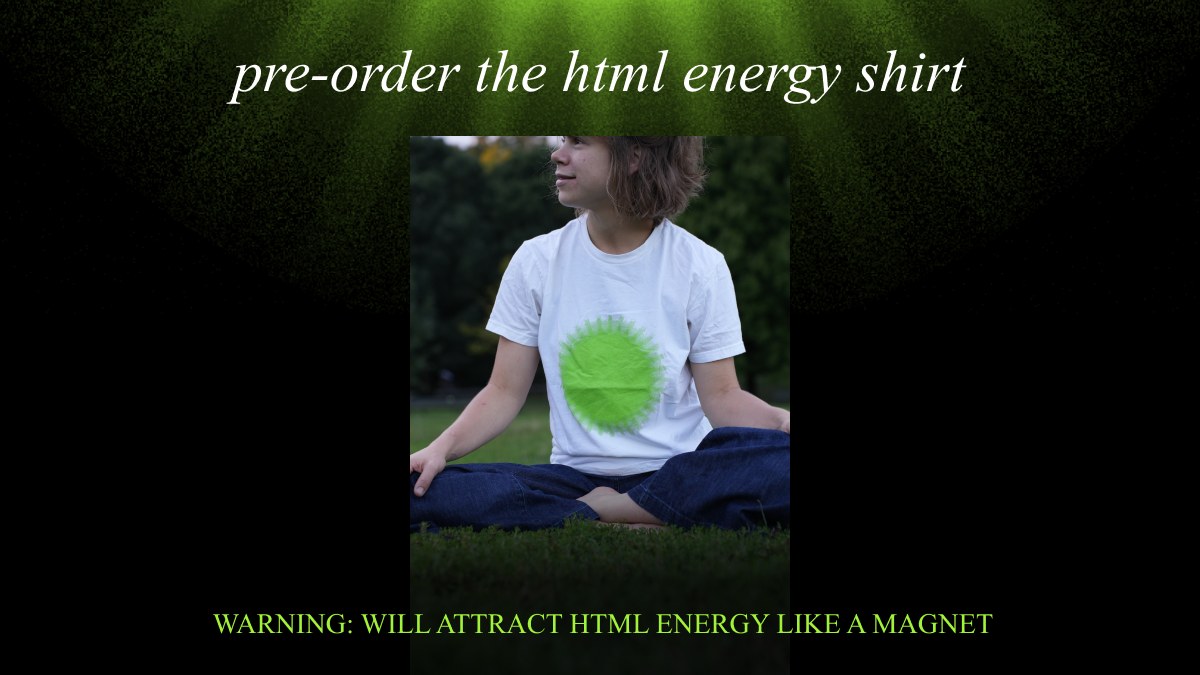 pre-order the html energy shirt
WARNING: WILL ATTRACT HTML ENERGY LIKE A MAGNET